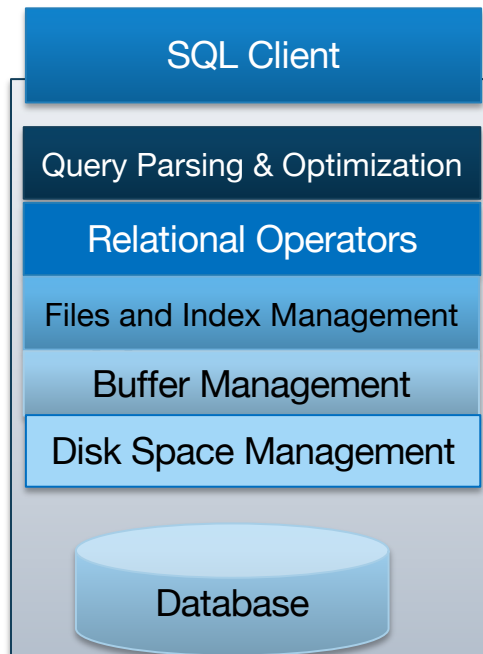 SQL Client
Query Parsing & Optimization
Relational Operators
Files and Index Management
Buffer Management
Disk Space Management
Database